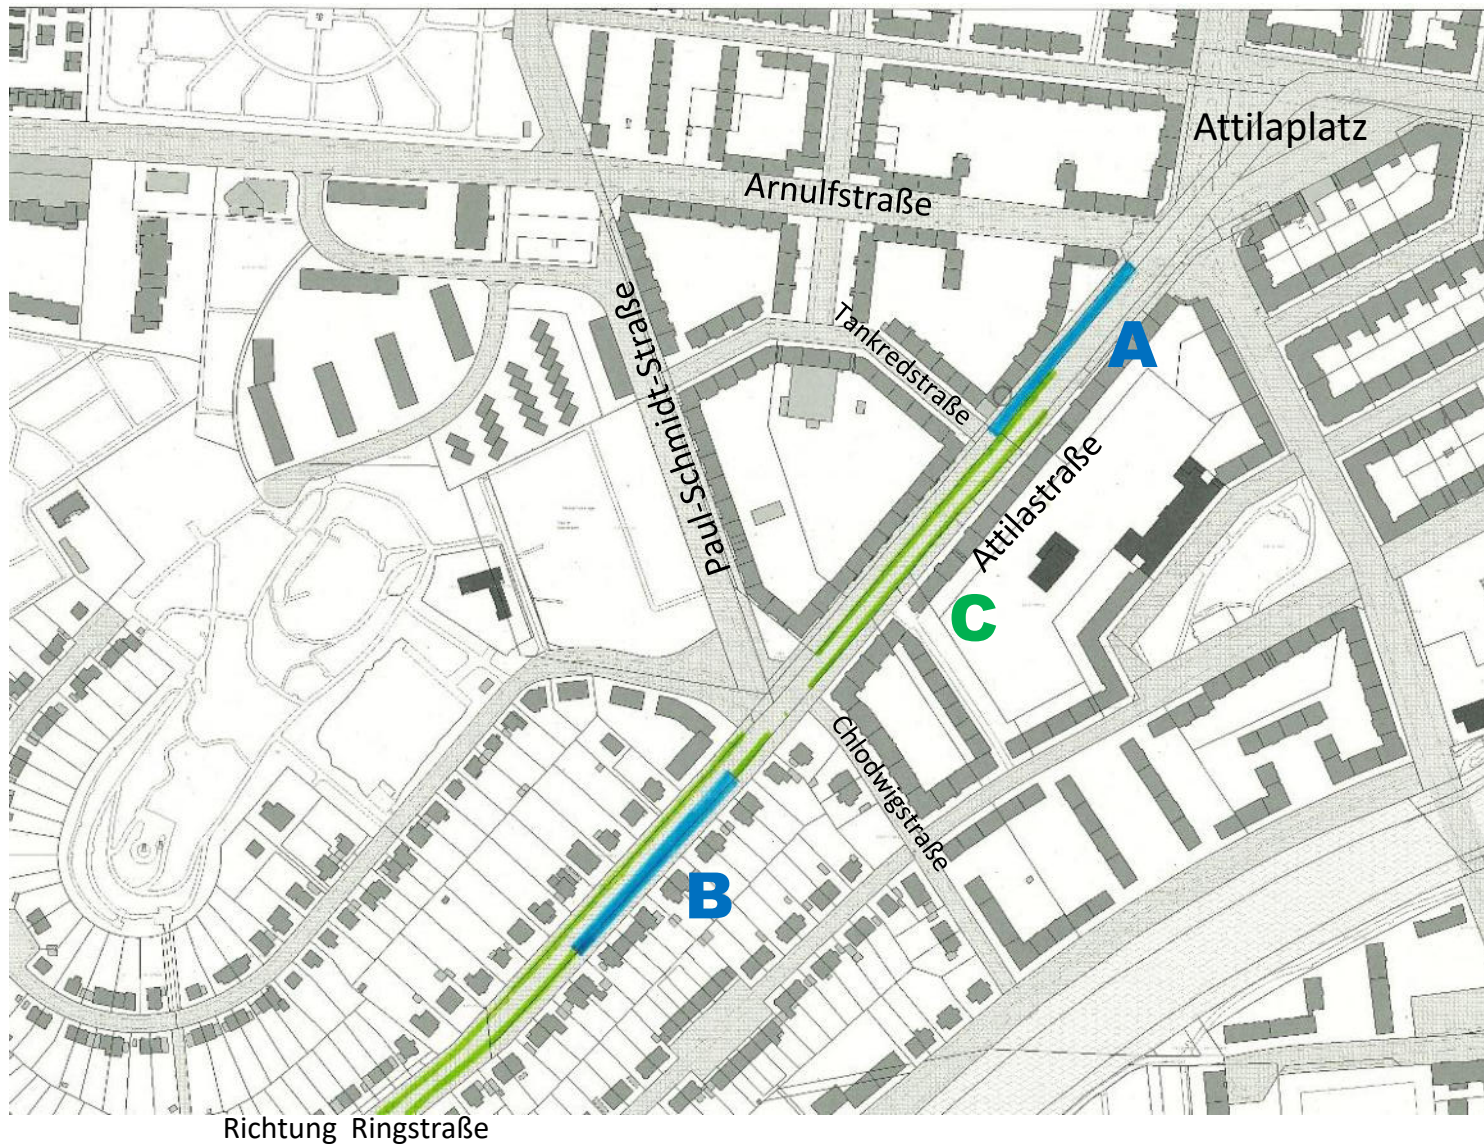 Attilaplatz
Arnulfstraße
Paul-Schmidt-Straße
Tankredstraße
A
Attilastraße
C
Chlodwigstraße
B
Richtung Ringstraße